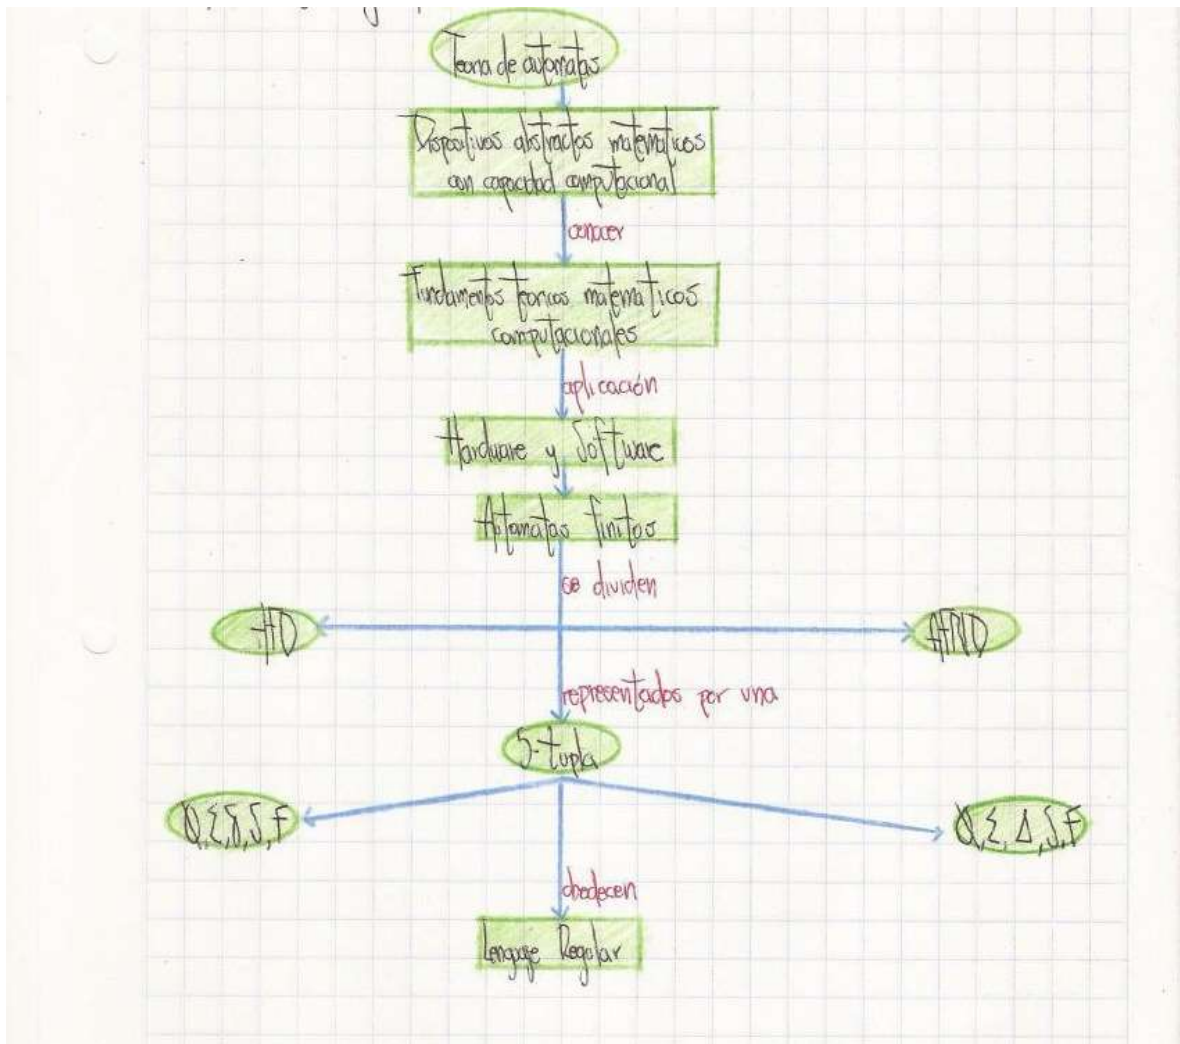 Teoria de automatas
Dispositivos abstractos matematicos
con capacidad computacional
conocer
Fundamentos teoricos matematicos
computacionales
aplicación
Hardware y Software
Automatas finitos
se dividen
AFD
AFND
representados por una
5-tupla
Q, Σ, δ, S, F
Q, Σ, Δ, S, F
obedecen
Lenguaje Regular